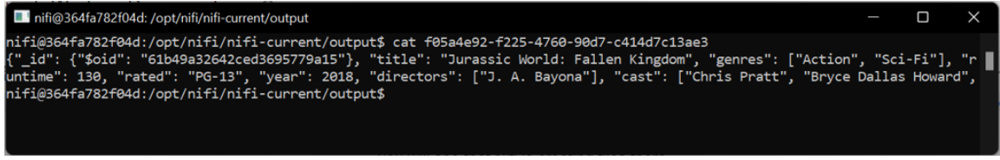 nifi@364fa782f04d: /opt/nifi/nifi-current/output
nifi@364fa782f04d:/opt/nifi/nifi-current/output$ cat f05a4e92-f225-4760-90d7-c414d7c13ae3
{"_id": {"$oid": "61b49a32642ced3695779a15"}, "title": "Jurassic World: Fallen Kingdom", "genres": ["Action", "Sci-Fi"], "r
untime": 130, "rated": "PG-13", "year": 2018, "directors": ["J. A. Bayona"], "cast": ["Chris Pratt", "Bryce Dallas Howard",
nifi@364fa782f04d:/opt/nifi/nifi-current/output$